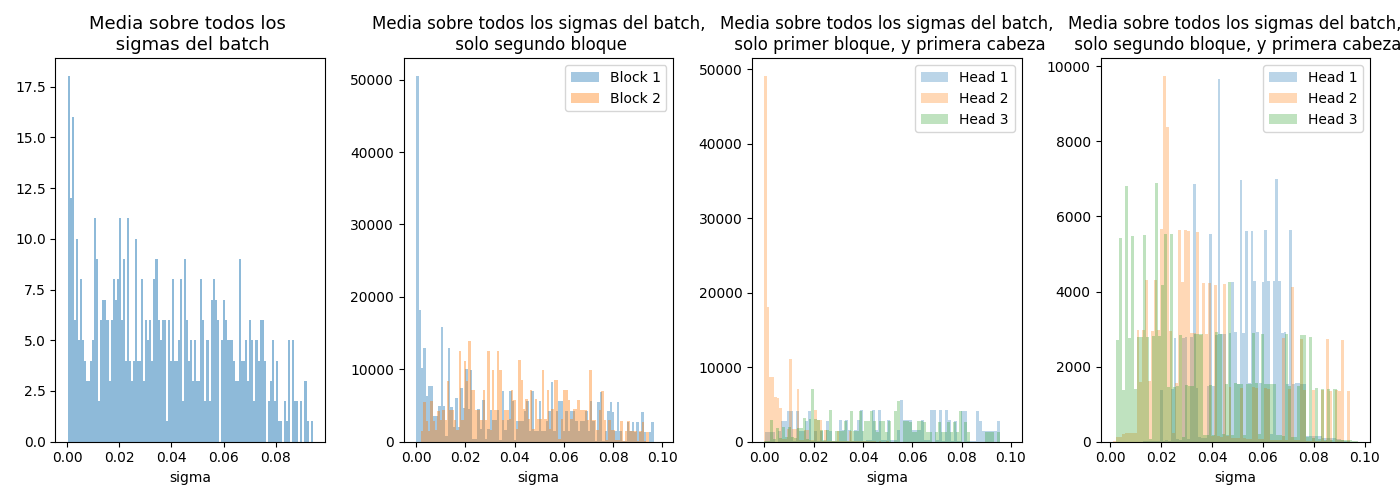 Media sobre todos los
sigmas del batch
17.5
15.0
12.5
10.0
7.5
5.0
2.5
0.0
0.00 0.02 0.04 0.06 0.08
sigma
Media sobre todos los sigmas del batch,
solo segundo bloque
Block 1
Block 2
50000
40000
30000
20000
10000
0
0.00 0.02 0.04 0.06 0.08 0.10
sigma
Media sobre todos los sigmas del batch,
solo primer bloque, y primera cabeza
Head 1
Head 2
Head 3
50000
40000
30000
20000
10000
0
0.00 0.02 0.04 0.06 0.08 0.10
sigma
Media sobre todos los sigmas del batch,
solo segundo bloque, y primera cabeza
Head 1
Head 2
Head 3
10000
8000
6000
4000
2000
0
0.00 0.02 0.04 0.06 0.08 0.10
sigma